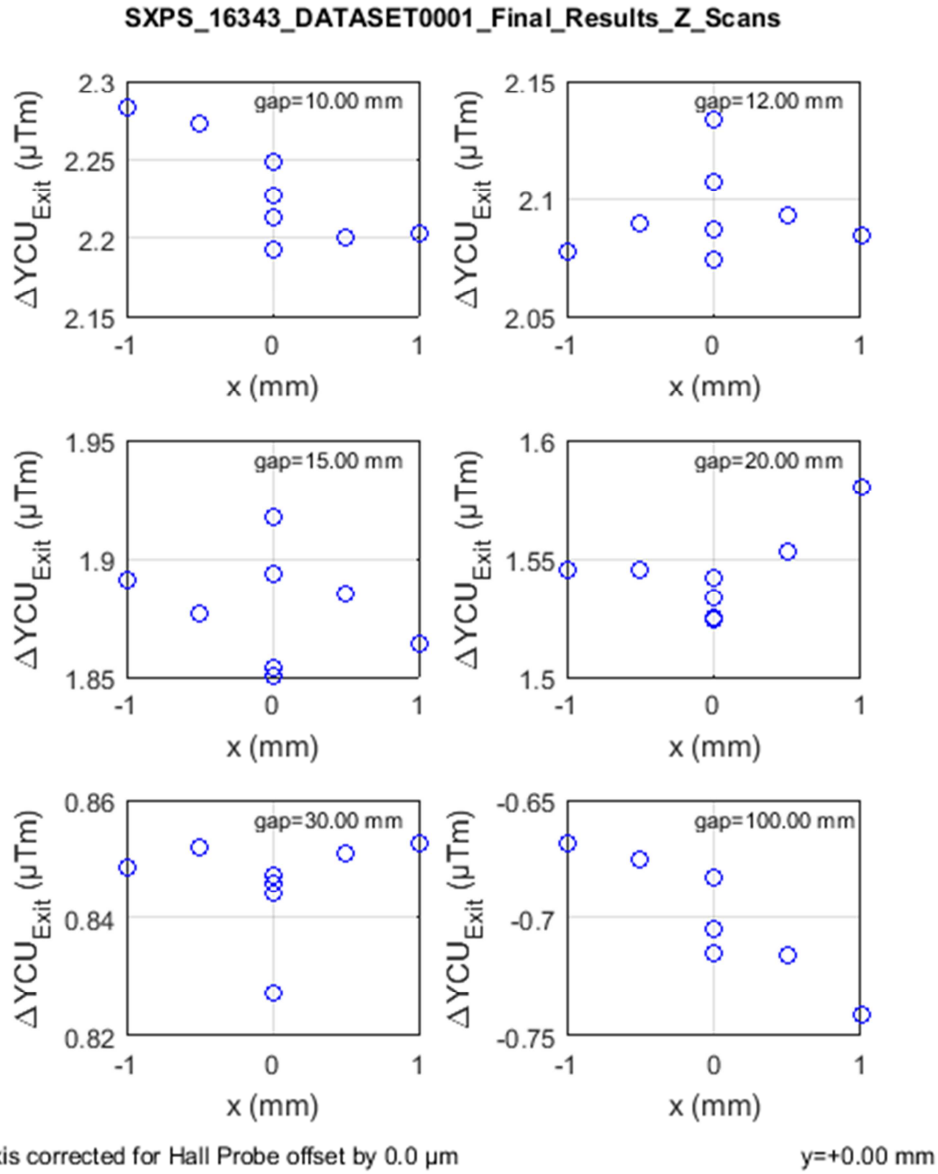 SXPS_16343_DATASET0001_Final_Results_Z_Scans
2.3
2.25
2.2
2.15
ΔYCU_Exit (µTm)
gap=10.00 mm
-1 0 1
x (mm)
2.15
2.1
2.05
ΔYCU_Exit (µTm)
gap=12.00 mm
-1 0 1
x (mm)
1.95
1.9
1.85
ΔYCU_Exit (µTm)
gap=15.00 mm
-1 0 1
x (mm)
1.6
1.55
1.5
ΔYCU_Exit (µTm)
gap=20.00 mm
-1 0 1
x (mm)
0.86
0.84
0.82
ΔYCU_Exit (µTm)
gap=30.00 mm
-1 0 1
x (mm)
-0.65
-0.7
-0.75
ΔYCU_Exit (µTm)
gap=100.00 mm
-1 0 1
x (mm)
is corrected for Hall Probe offset by 0.0 µm
y=+0.00 mm